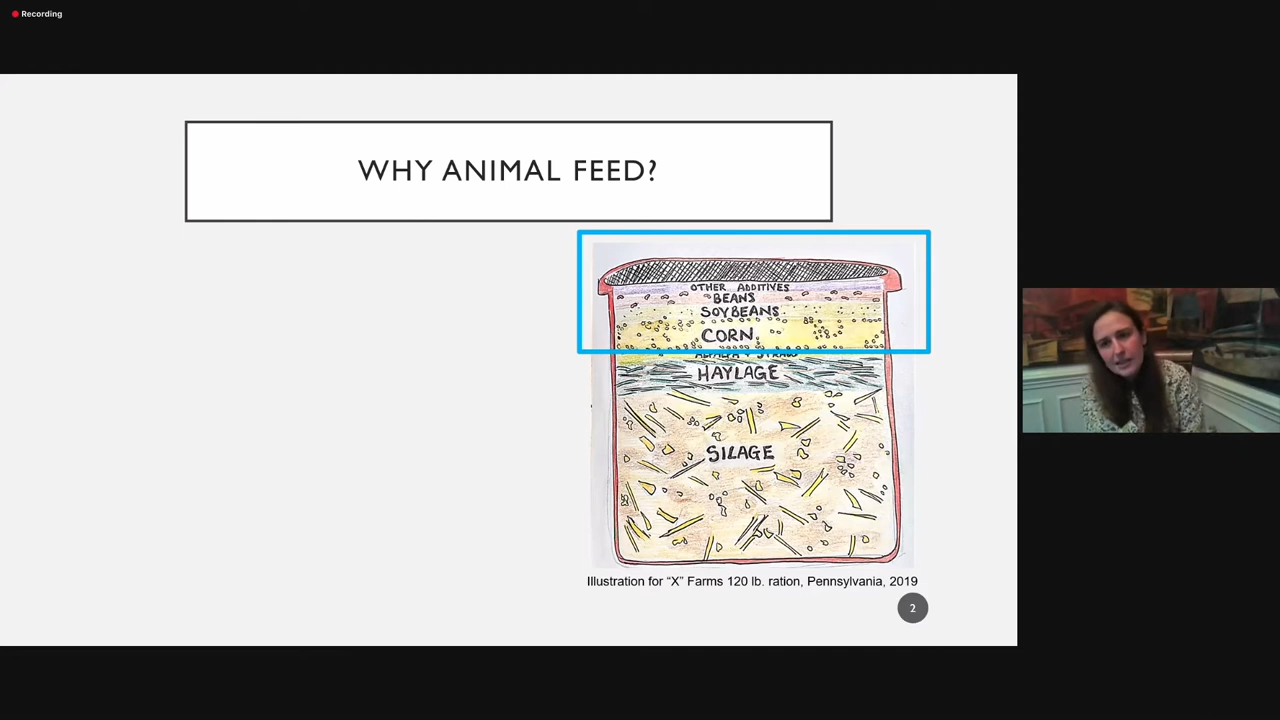 Recording
WHY ANIMAL FEED?
OTHER ADDITIVES
BEANS
SOYBEANS
CORN
HAYLAGE
SILAGE
Illustration for “X” Farms 120 lb. ration, Pennsylvania, 2019
2